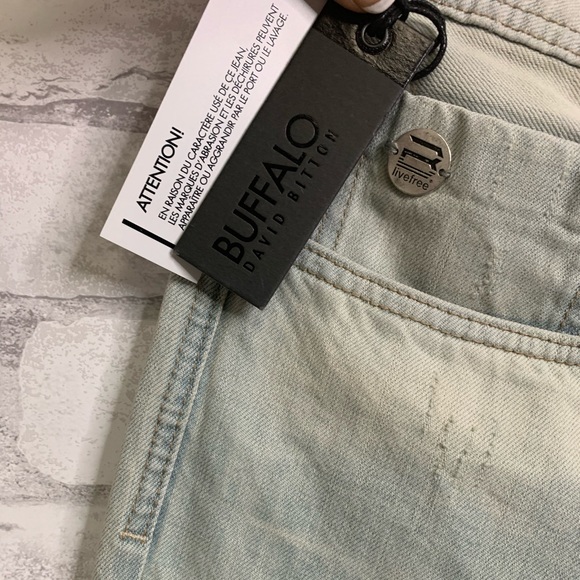 ATTENTION!
EN RAISON DU CARACTÈRE USÉ DE CE JEAN,
LES MARQUES D'ABRASION ET LES DÉCHIRURES PEUVENT
APPARAÎTRE OU AGGRANDIR PAR LE PORT OU LE LAVAGE.
BUFFALO
DAVID BITTON
livefree®